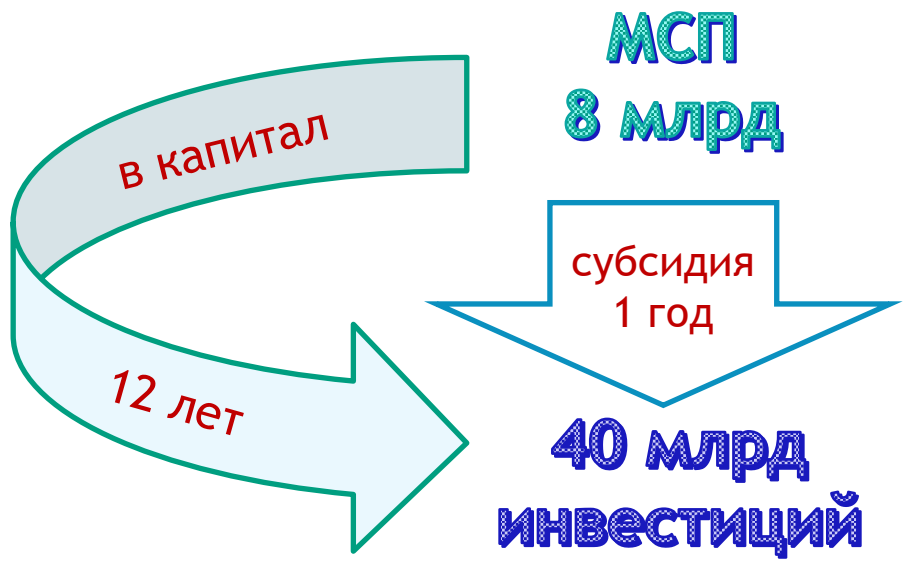 МСП
8 млрд
в капитал
субсидия
1 год
12 лет
40 млрд
инвестиций